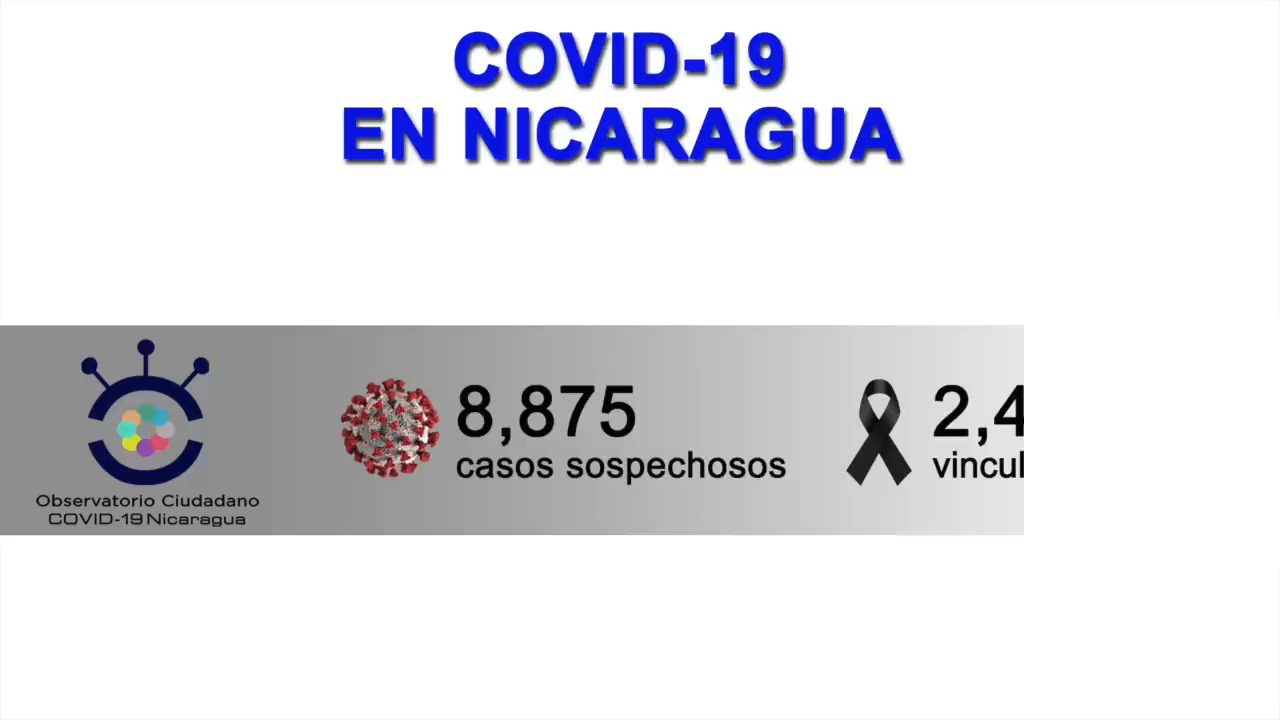 COVID-19
EN NICARAGUA
8,875
casos sospechosos
Observatorio Ciudadano
COVID-19 Nicaragua